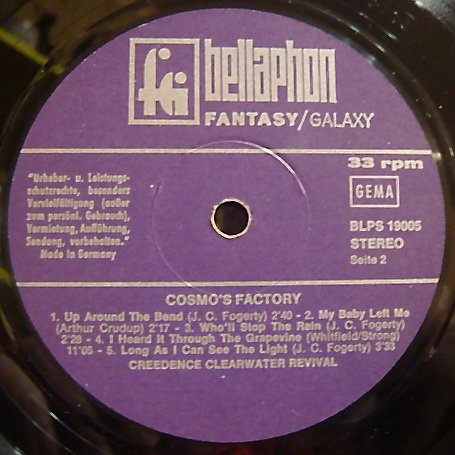 bellaphon
FANTASY/GALAXY
33 rpm
"Urheber- u. Leistungs-
schutzrechte, besonders
Vervielfältigung (außer
zum persönl. Gebrauch),
Vermietung, Aufführung,
Sendung, vorbehalten."
Made in Germany
GEMA
BLPS 19005
STEREO
Seite 2
COSMO'S FACTORY
1. Up Around The Bend (J. C. Fogerty) 2'40 - 2. My Baby Left Me
(Arthur Crudup) 2'17 - 3. Who'll Stop The Rain (J. C. Fogerty)
2'28 - 4. I Heard It Through The Grapevine (Whitfield/Strong)
11'05 - 5. Long As I Can See The Light (J. C. Fogerty) 3'33
CREEDENCE CLEARWATER REVIVAL